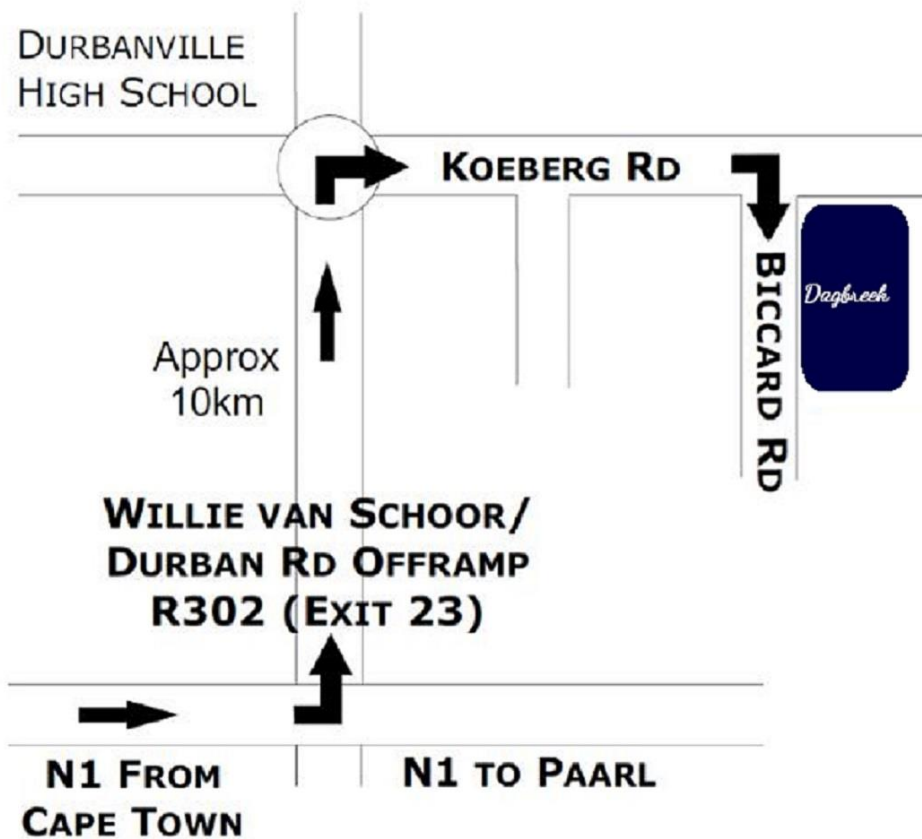 DURBANVILLE
HIGH SCHOOL
KOEBERG RD
BICCARD RD
Dagbreek
Approx
10km
WILLIE VAN SCHOOR/
DURBAN RD OFFRAMP
R302 (EXIT 23)
N1 FROM
CAPE TOWN
N1 TO PAARL